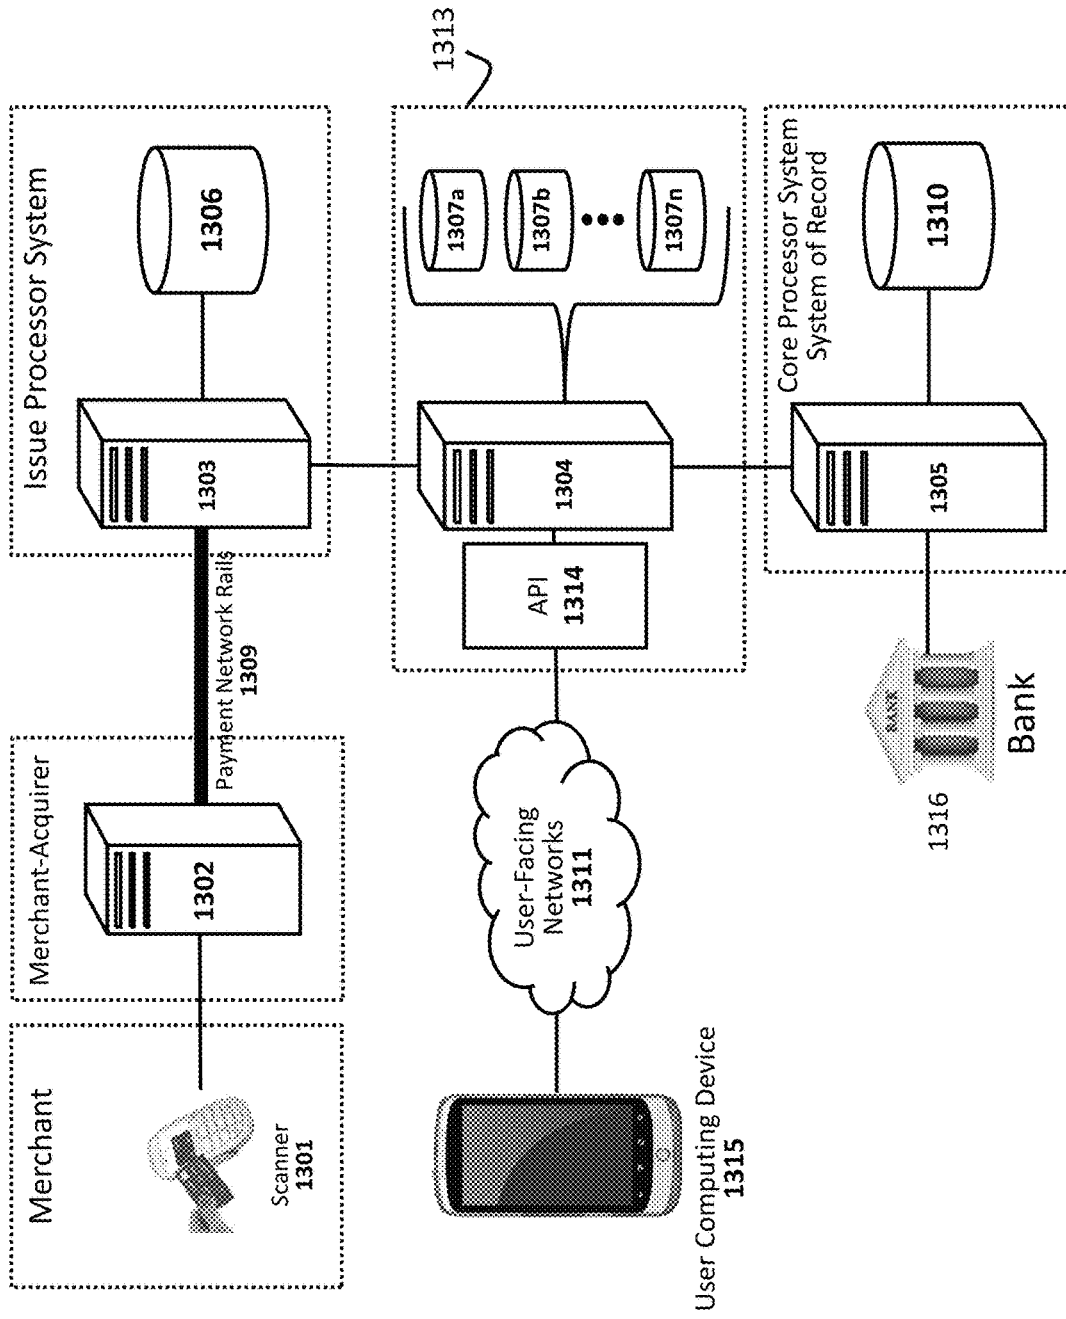 Merchant
Scanner
1301
Merchant-Acquirer
1302
Payment Network Rails
1309
Issue Processor System
1303
1306
1313
User Computing Device
1315
User-Facing
Networks
1311
API
1314
1304
1307a
1307b
1307n
1316
BANK
Bank
Core Processor System
System of Record
1305
1310